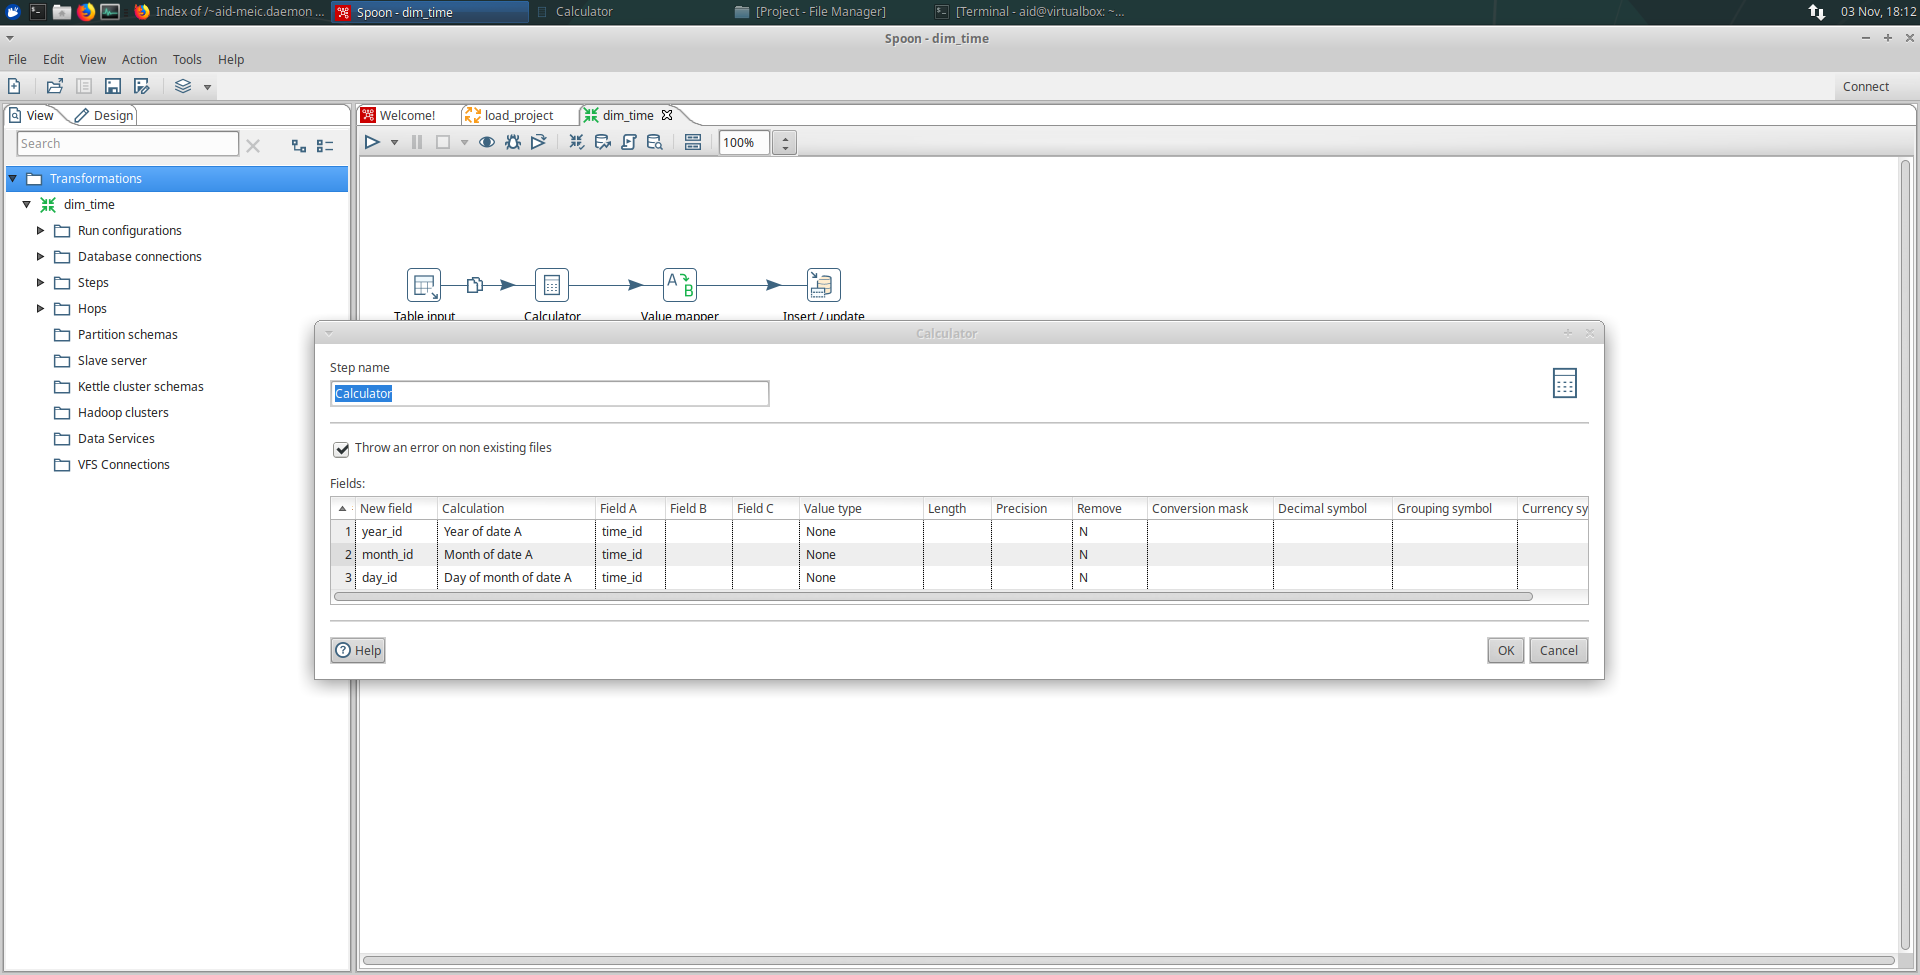 Index of /~aid-meic.daemon ...
Spoon - dim_time
Calculator
[Project - File Manager]
[Terminal - aid@virtualbox: ~...
03 Nov, 18:12
Spoon - dim_time
File Edit View Action Tools Help
Connect
View Design
Welcome! load_project dim_time
Search
100%
Transformations
dim_time
Run configurations
Database connections
Steps
Hops
Partition schemas
Slave server
Kettle cluster schemas
Hadoop clusters
Data Services
VFS Connections
A B
Table input Calculator Value mapper Insert / update
Calculator
Step name
Calculator
Throw an error on non existing files
Fields:
New field Calculation Field A Field B Field C Value type Length Precision Remove Conversion mask Decimal symbol Grouping symbol Currency sy
1 year_id Year of date A time_id None N
2 month_id Month of date A time_id None N
3 day_id Day of month of date A time_id None N
? Help OK Cancel